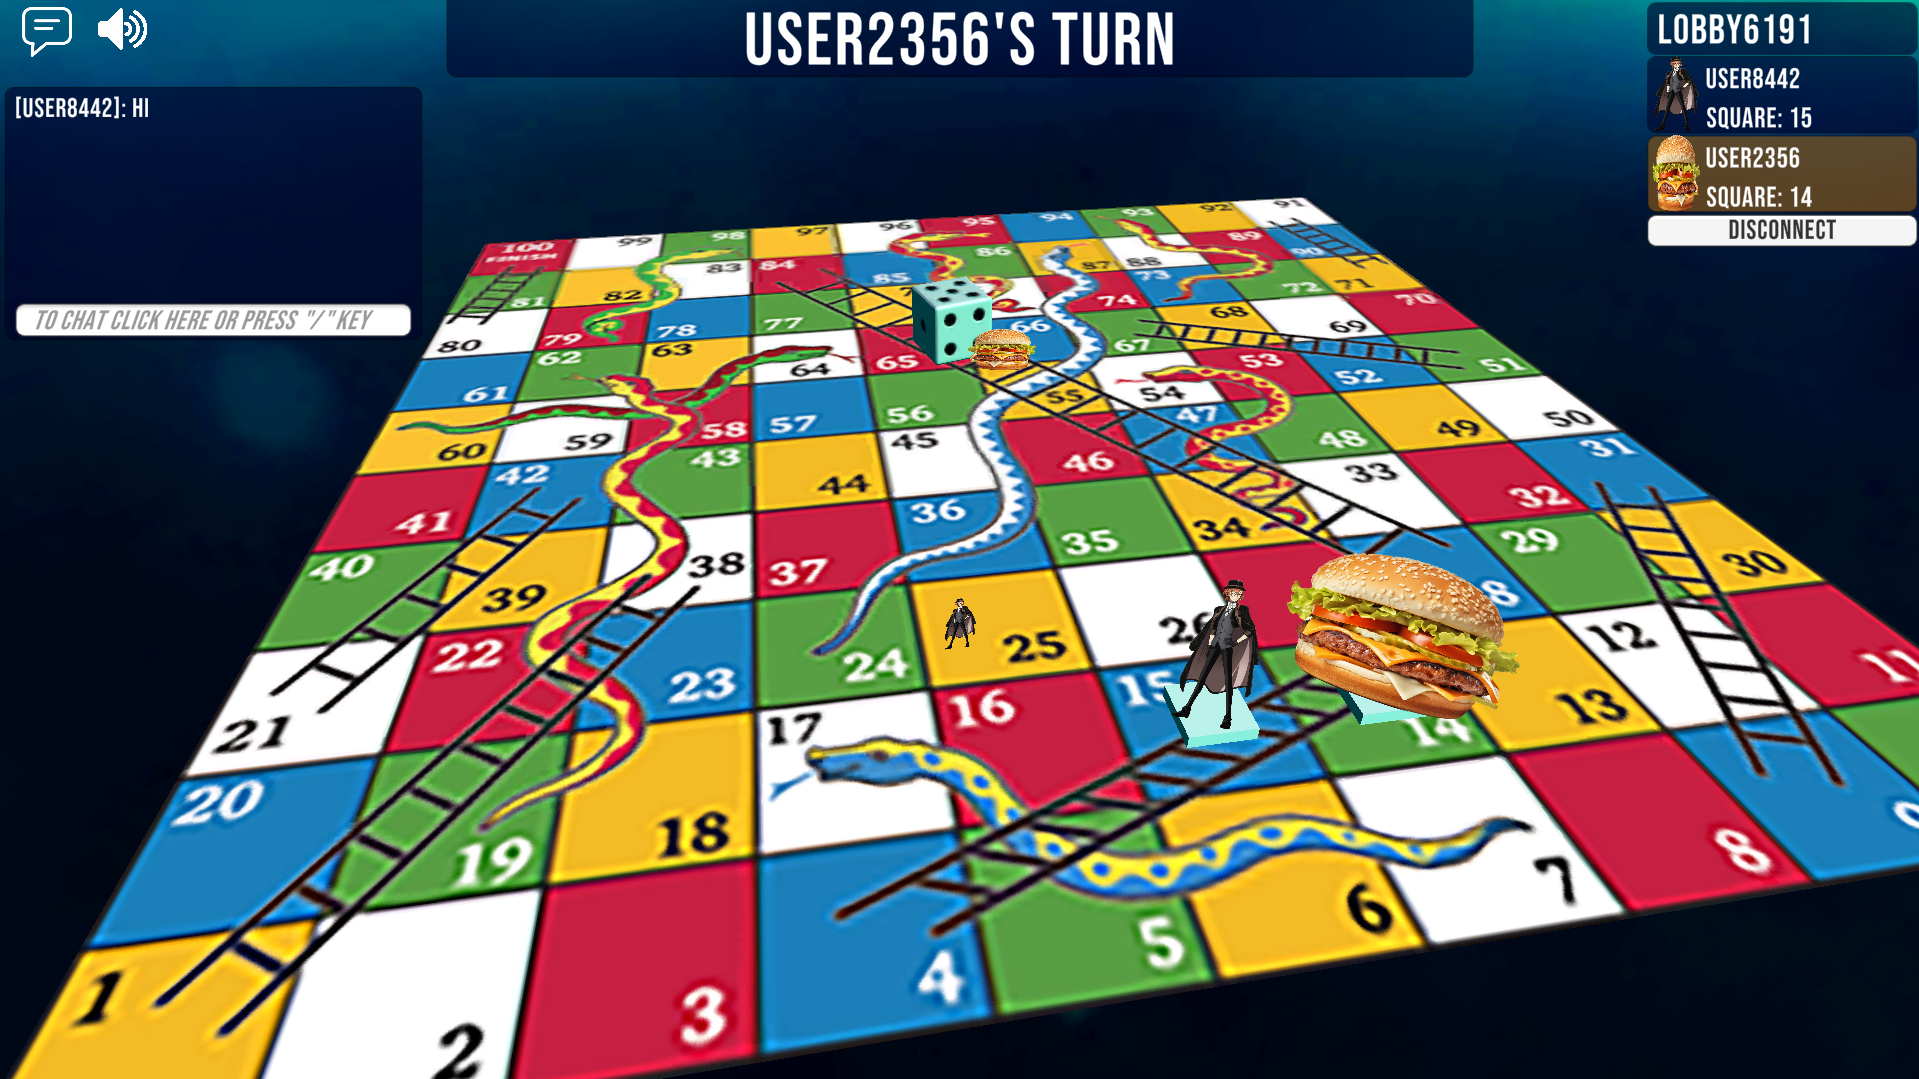 USER2356'S TURN
LOBBY6191
USER8442
SQUARE: 15
USER2356
SQUARE: 14
DISCONNECT
[USER8442]: HI
TO CHAT CLICK HERE OR PRESS "/" KEY
100 99 98 97 96 95 94 93 92 91
FINISH
81 82 83 84 85 86 87 88 89 90
80 79 78 77 74 73 72 71
61 62 63 64 65 66 67 68 69 70
60 59 58 57 56 55 54 53 52 51
41 42 43 44 45 46 47 48 49 50
40 39 38 37 36 35 34 33 32 31
21 22 23 24 25 26 29 30
20 19 18 17 16 15 14 13 12 11
1 2 3 4 5 6 7 8 9